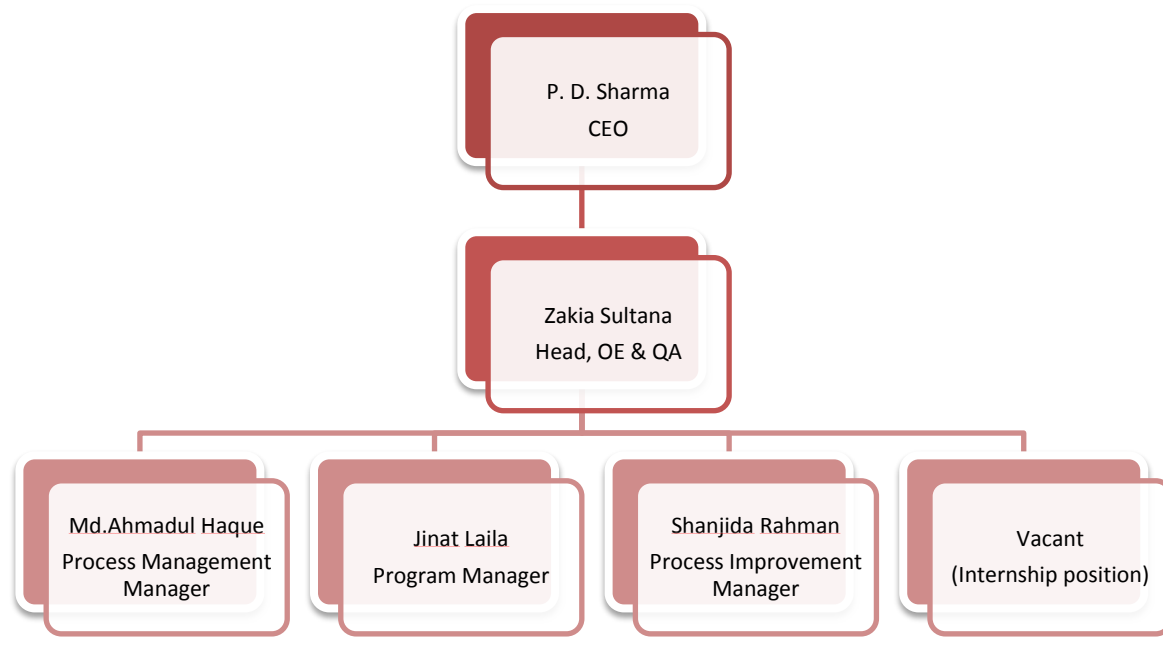 P. D. Sharma
CEO
Zakia Sultana
Head, OE & QA
Md.Ahmadul Haque
Process Management
Manager
Jinat Laila
Program Manager
Shanjida Rahman
Process Improvement
Manager
Vacant
(Internship position)